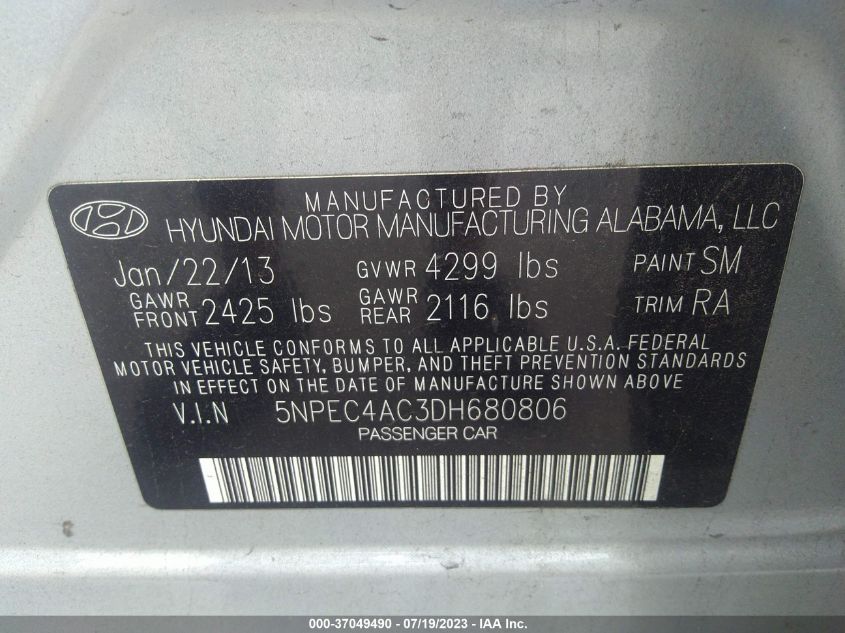 MANUFACTURED BY
HYUNDAI MOTOR MANUFACTURING ALABAMA, LLC
Jan/22/13 GVWR 4299 lbs PAINT SM
GAWR FRONT 2425 lbs GAWR REAR 2116 lbs TRIM RA
THIS VEHICLE CONFORMS TO ALL APPLICABLE U.S.A. FEDERAL
MOTOR VEHICLE SAFETY, BUMPER, AND THEFT PREVENTION STANDARDS
IN EFFECT ON THE DATE OF MANUFACTURE SHOWN ABOVE
V.I.N 5NPEC4AC3DH680806
PASSENGER CAR
000-37049490 - 07/19/2023 - iaai.com